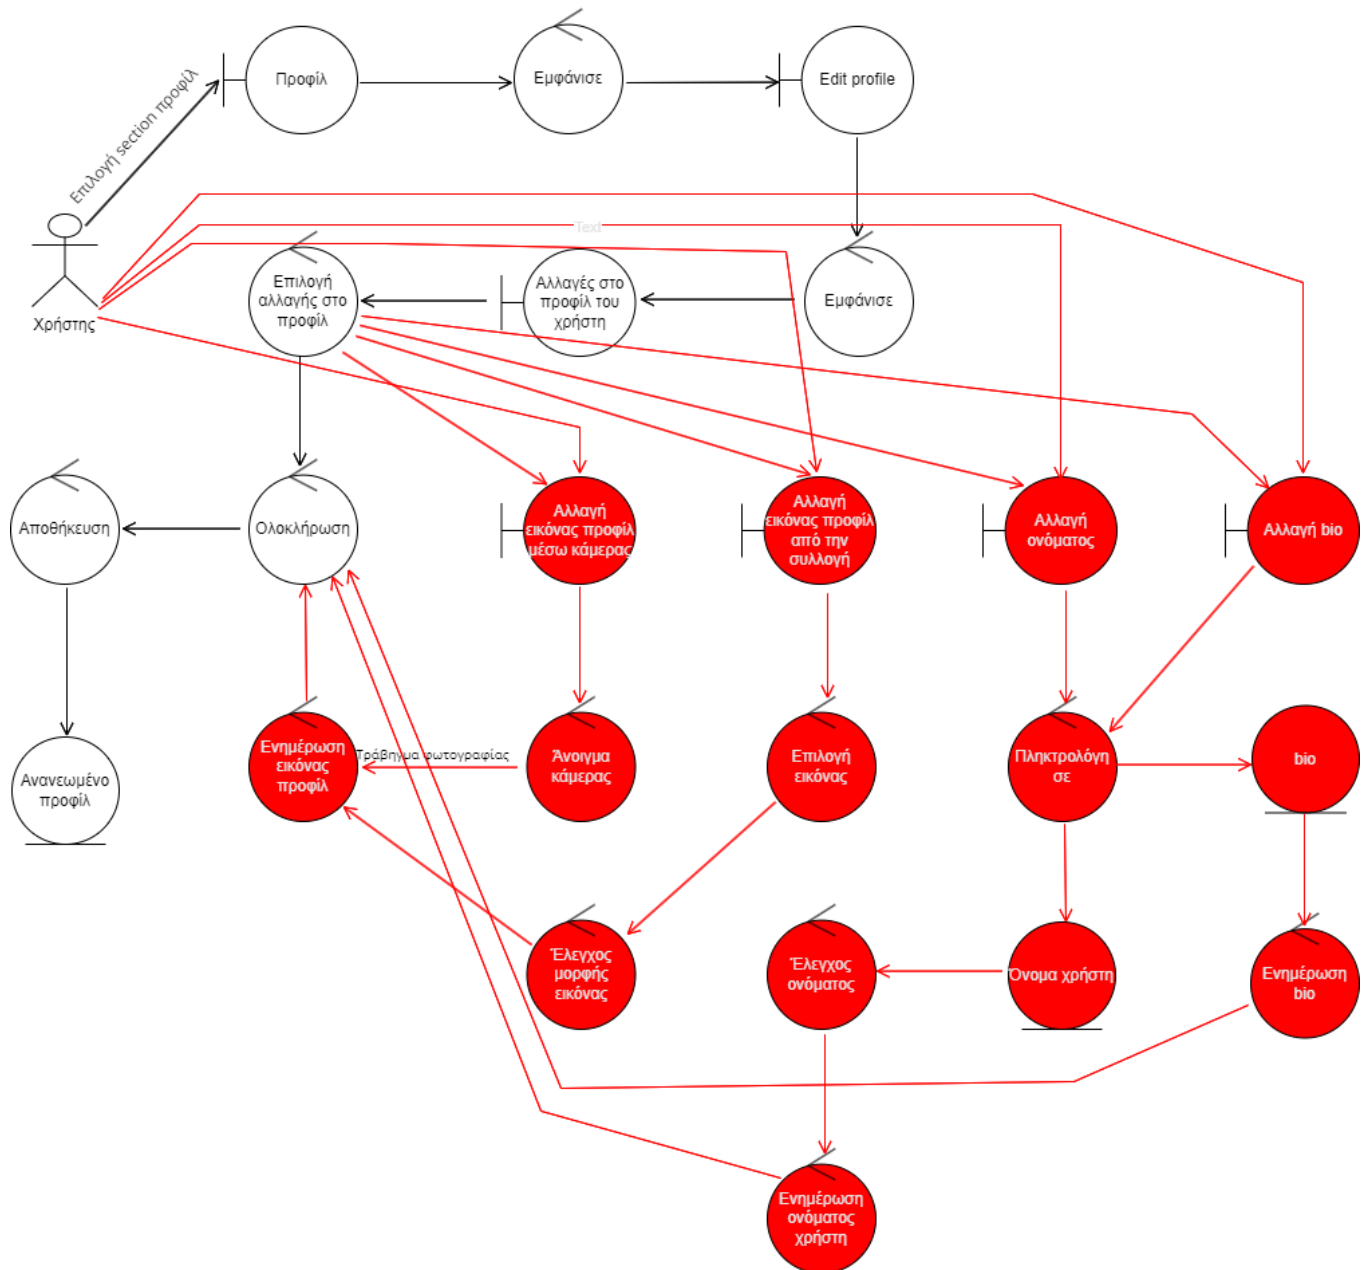 Προφίλ
Εμφάνισε
Edit profile
Επιλογή section προφίλ
Text
Χρήστης
Επιλογή
αλλαγής στο
προφίλ
Αλλαγές στο
προφίλ του
χρήστη
Εμφάνισε
Αποθήκευση
Ολοκλήρωση
Αλλαγή
εικόνας προφίλ
μέσω κάμερας
Αλλαγή
εικόνας προφίλ
από την
συλλογή
Αλλαγή
ονόματος
Αλλαγή bio
Ανανεωμένο
προφίλ
Ενημέρωση
εικόνας
προφίλ
Τράβηγμα φωτογραφίας
Άνοιγμα
κάμερας
Επιλογή
εικόνας
Πληκτρολόγη
σε
bio
Έλεγχος
μορφής
εικόνας
Έλεγχος
ονόματος
Όνομα χρήστη
Ενημέρωση
bio
Ενημέρωση
ονόματος
χρήστη